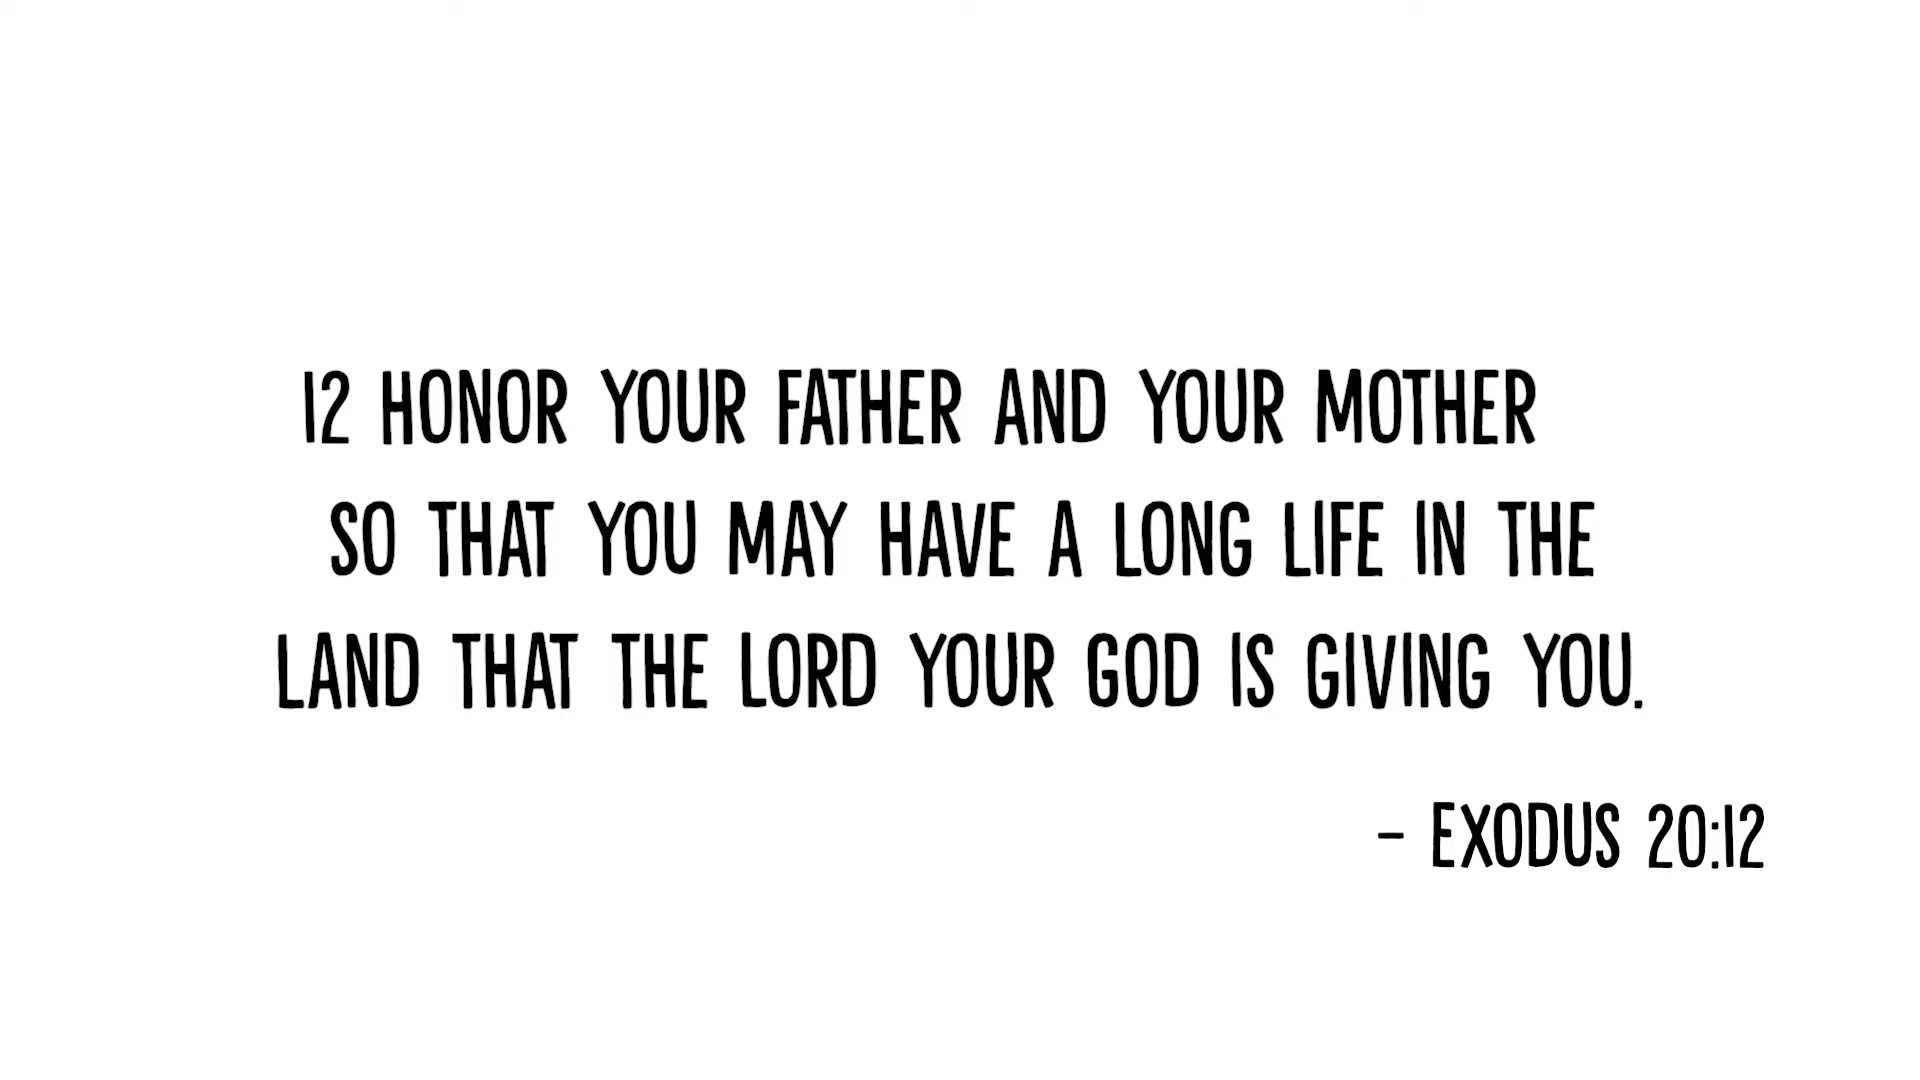 12 HONOR YOUR FATHER AND YOUR MOTHER
SO THAT YOU MAY HAVE A LONG LIFE IN THE
LAND THAT THE LORD YOUR GOD IS GIVING YOU.
- EXODUS 20:12